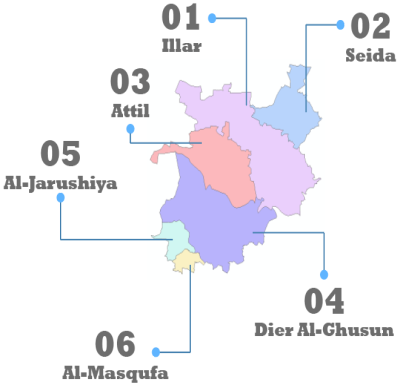 01
Illar
02
Seida
03
Attil
05
Al-Jarushiya
04
Dier Al-Ghusun
06
Al-Masqufa